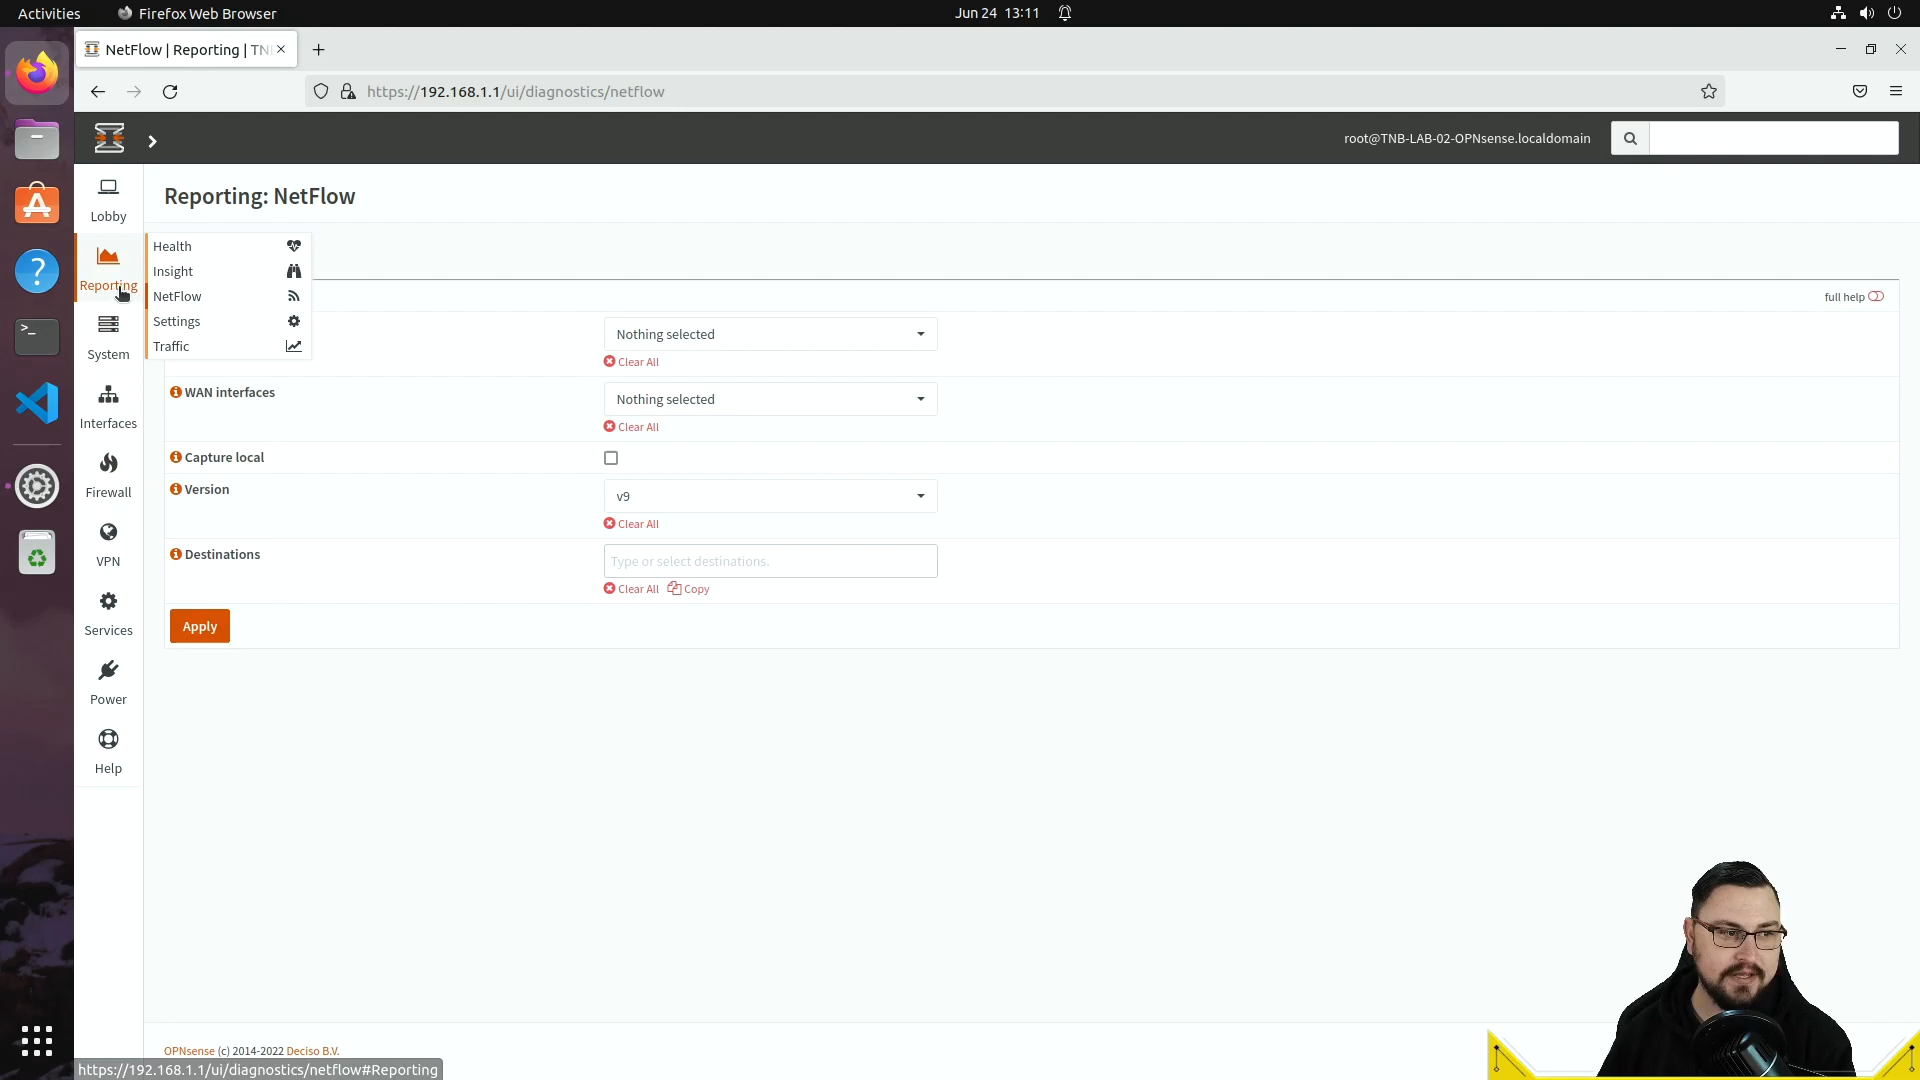 Activities
Firefox Web Browser
Jun 24 13:11
NetFlow | Reporting | TN
https://192.168.1.1/ui/diagnostics/netflow
root@TNB-LAB-02-OPNsense.localdomain
Lobby
Reporting
System
Interfaces
Firewall
VPN
Services
Power
Help
Reporting: NetFlow
Health
Insight
NetFlow
Settings
Traffic
full help
Nothing selected
Clear All
WAN interfaces
Nothing selected
Clear All
Capture local
Version
v9
Clear All
Destinations
Type or select destinations.
Clear All Copy
Apply
OPNsense (c) 2014-2022 Deciso B.V.
https://192.168.1.1/ui/diagnostics/netflow#Reporting